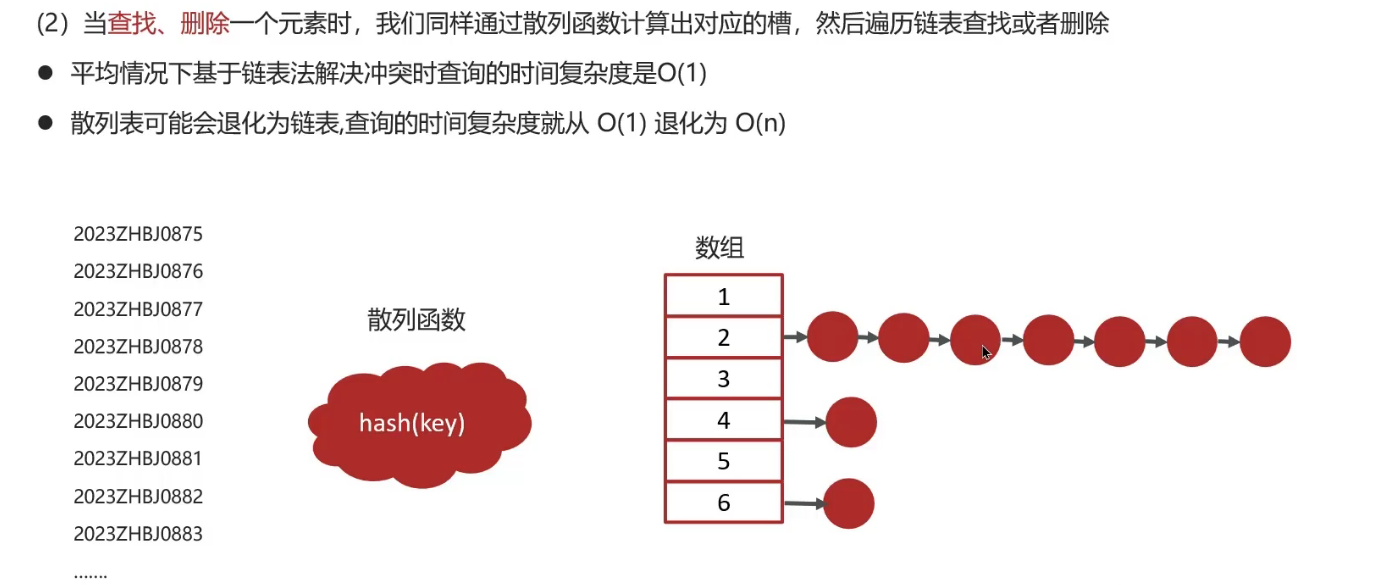 (2）当查找、删除一个元素时，我们同样通过散列函数计算出对应的槽，然后遍历链表查找或者删除
● 平均情况下基于链表法解决冲突时查询的时间复杂度是O(1)
● 散列表可能会退化为链表,查询的时间复杂度就从 O(1) 退化为 O(n)
2023ZHBJ0875
2023ZHBJ0876
2023ZHBJ0877
2023ZHBJ0878
2023ZHBJ0879
2023ZHBJ0880
2023ZHBJ0881
2023ZHBJ0882
2023ZHBJ0883
.......
散列函数
hash(key)
数组
1
2
3
4
5
6